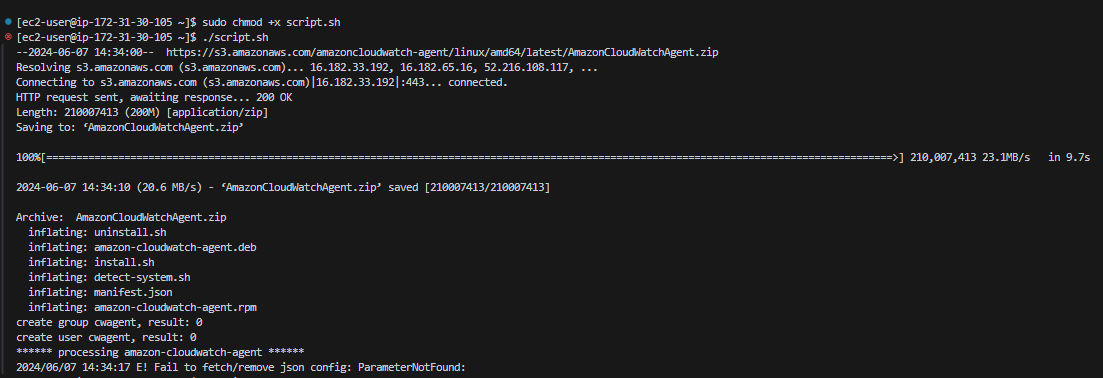 [ec2-user@ip-172-31-30-105 ~]$ sudo chmod +x script.sh
[ec2-user@ip-172-31-30-105 ~]$ ./script.sh
--2024-06-07 14:34:00--  https://s3.amazonaws.com/amazoncloudwatch-agent/linux/amd64/latest/AmazonCloudWatchAgent.zip
Resolving s3.amazonaws.com (s3.amazonaws.com)... 16.182.33.192, 16.182.65.16, 52.216.108.117, ...
Connecting to s3.amazonaws.com (s3.amazonaws.com)|16.182.33.192|:443... connected.
HTTP request sent, awaiting response... 200 OK
Length: 210007413 (200M) [application/zip]
Saving to: ‘AmazonCloudWatchAgent.zip’
100%[=============================================================================================================================================>] 210,007,413 23.1MB/s   in 9.7s
2024-06-07 14:34:10 (20.6 MB/s) - ‘AmazonCloudWatchAgent.zip’ saved [210007413/210007413]
Archive:  AmazonCloudWatchAgent.zip
  inflating: uninstall.sh
  inflating: amazon-cloudwatch-agent.deb
  inflating: install.sh
  inflating: detect-system.sh
  inflating: manifest.json
  inflating: amazon-cloudwatch-agent.rpm
create group cwagent, result: 0
create user cwagent, result: 0
****** processing amazon-cloudwatch-agent ******
2024/06/07 14:34:17 E! Fail to fetch/remove json config: ParameterNotFound: